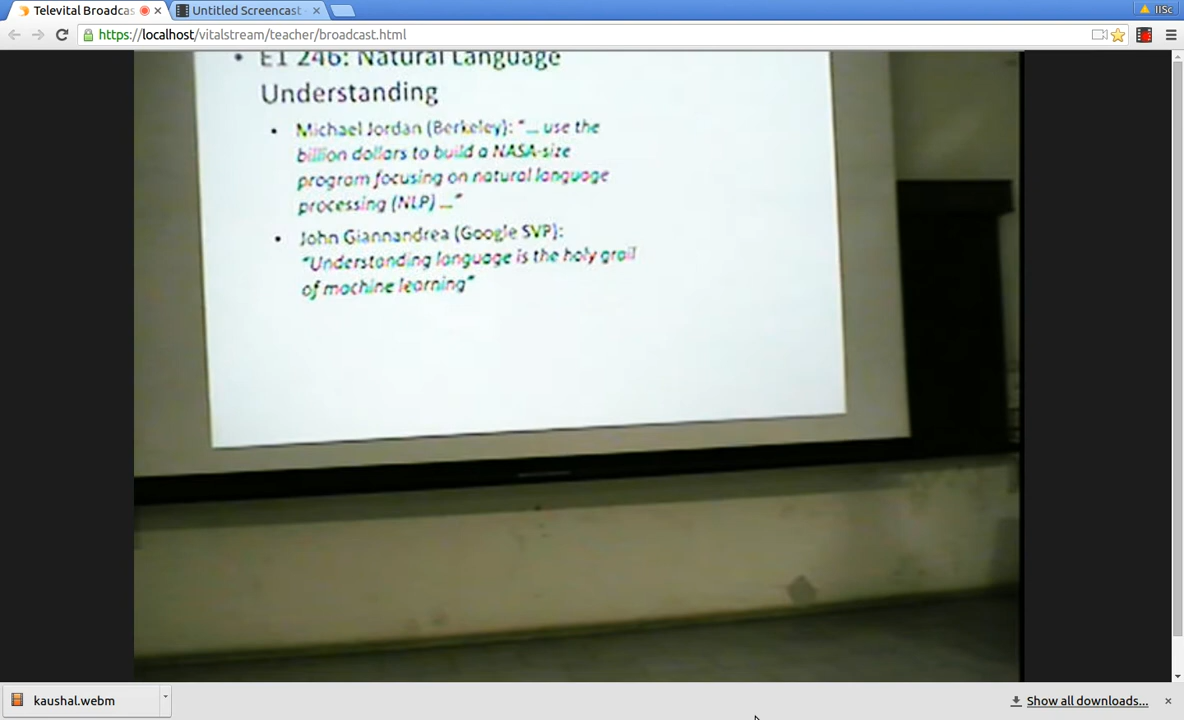 Televital Broadcas
Untitled Screencast
IISc
https://localhost/vitalstream/teacher/broadcast.html
• E1 246: Natural Language
Understanding
• Michael Jordan (Berkeley): "... use the
billion dollars to build a NASA-size
program focusing on natural language
processing (NLP) ..."
• John Giannandrea (Google SVP):
"Understanding language is the holy grail
of machine learning"
kaushal.webm
Show all downloads...